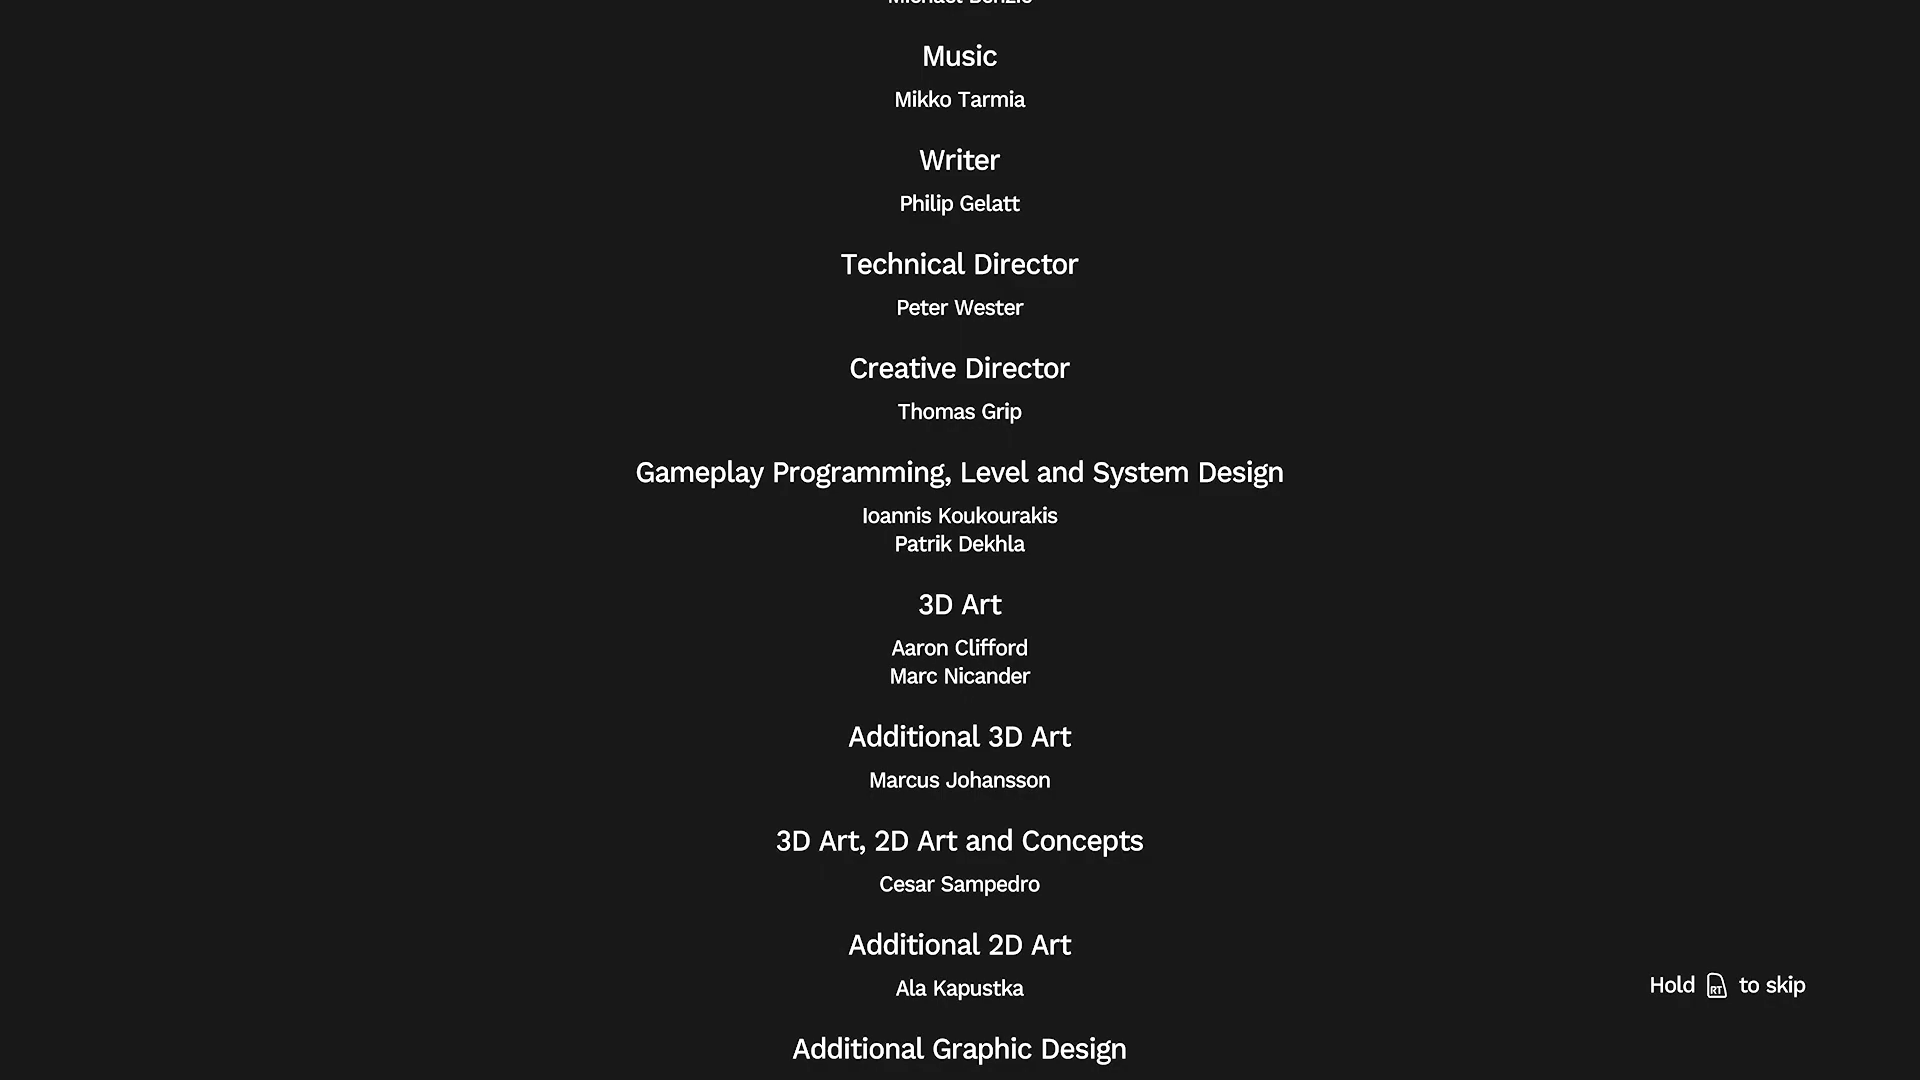 Music
Mikko Tarmia
Writer
Philip Gelatt
Technical Director
Peter Wester
Creative Director
Thomas Grip
Gameplay Programming, Level and System Design
Ioannis Koukourakis
Patrik Dekhla
3D Art
Aaron Clifford
Marc Nicander
Additional 3D Art
Marcus Johansson
3D Art, 2D Art and Concepts
Cesar Sampedro
Additional 2D Art
Ala Kapustka
Hold RT to skip
Additional Graphic Design